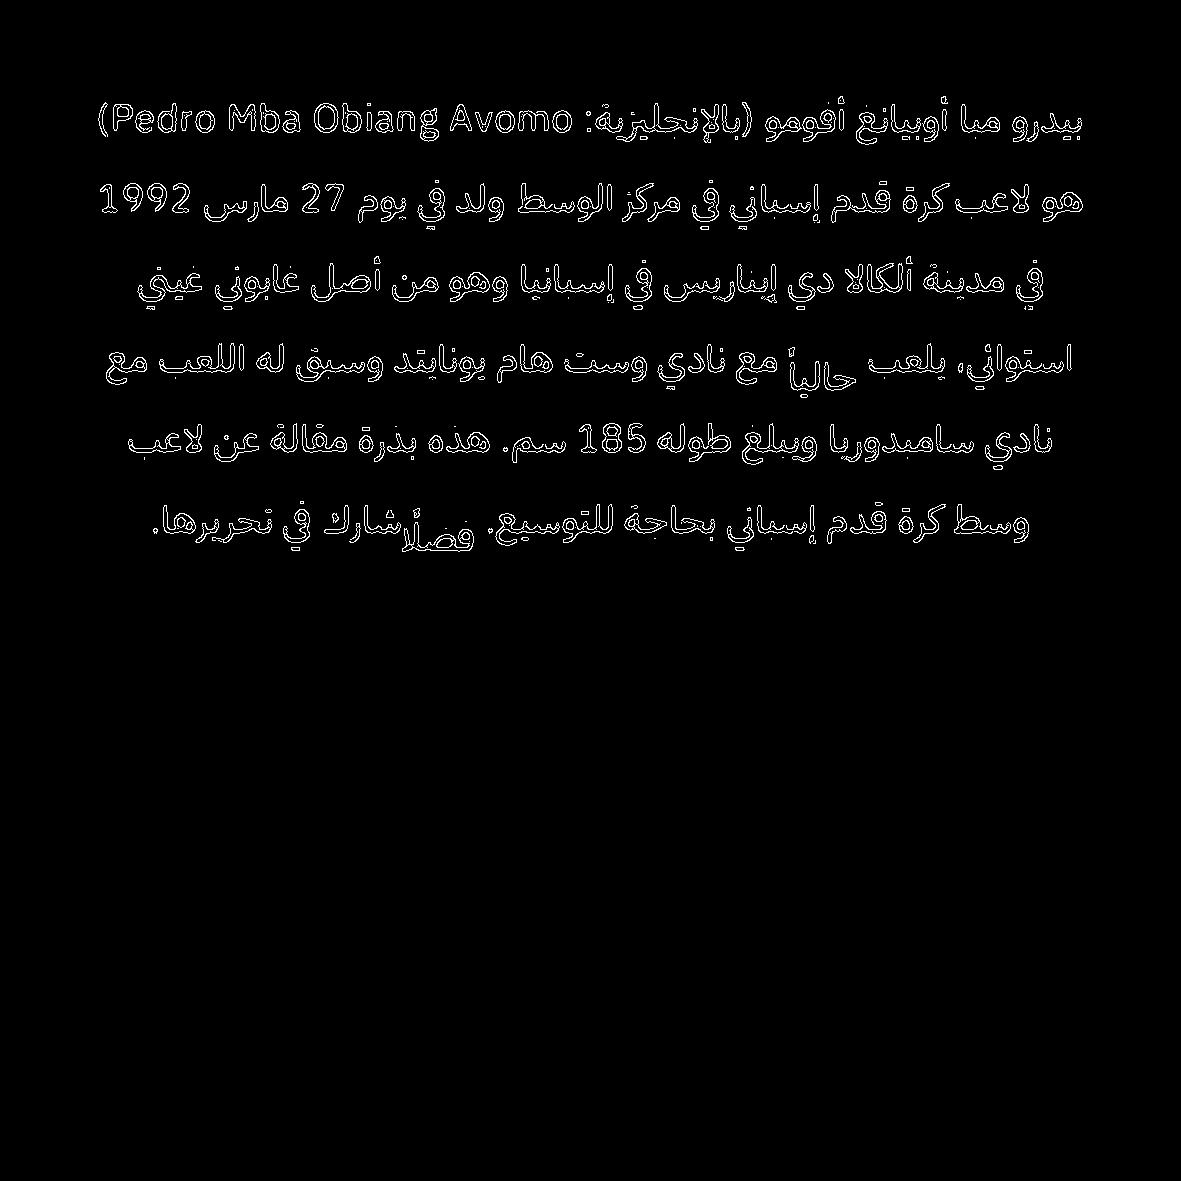 بيدرو مبا أوبيانغ أفومو (بالإنجليزية: Pedro Mba Obiang Avomo)
هو لاعب كرة قدم إسباني في مركز الوسط ولد في يوم 27 مارس 1992
في مدينة ألكالا دي إيناريس في إسبانيا وهو من أصل غابوني غيني
استوائي، يلعب حالياً مع نادي وست هام يونايتد وسبق له اللعب مع
نادي سامبدوريا ويبلغ طوله 185 سم. هذه بذرة مقالة عن لاعب
وسط كرة قدم إسباني بحاجة للتوسيع. فضلاً شارك في تحريرها.